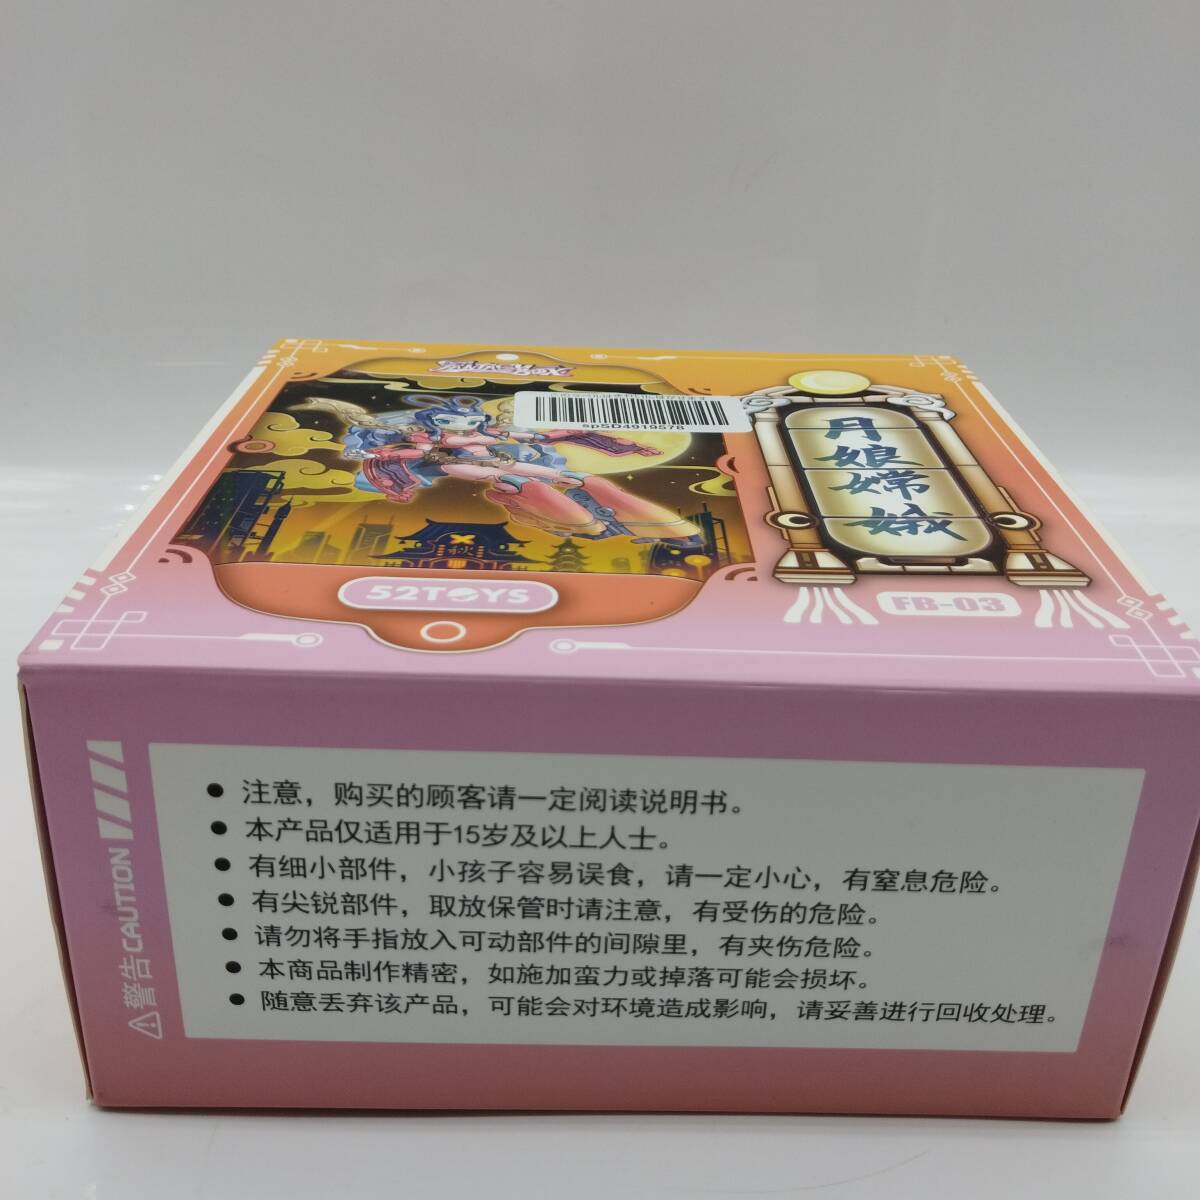 月娘嫦娥
FB-03
spSD4919578
秋
52TOYS
警告 CAUTION
● 注意，购买的顾客请一定阅读说明书。
● 本产品仅适用于15岁及以上人士。
● 有细小部件，小孩子容易误食，请一定小心，有窒息危险。
● 有尖锐部件，取放保管时请注意，有受伤的危险。
● 请勿将手指放入可动部件的间隙里，有夹伤危险。
● 本商品制作精密，如施加蛮力或掉落可能会损坏。
● 随意丢弃该产品，可能会对环境造成影响，请妥善进行回收处理。